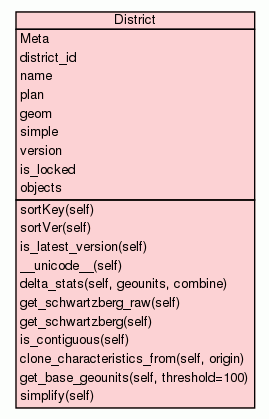 District
Meta
district_id
name
plan
geom
simple
version
is_locked
objects
sortKey(self)
sortVer(self)
is_latest_version(self)
__unicode__(self)
delta_stats(self, geounits, combine)
get_schwartzberg_raw(self)
get_schwartzberg(self)
is_contiguous(self)
clone_characteristics_from(self, origin)
get_base_geounits(self, threshold=100)
simplify(self)